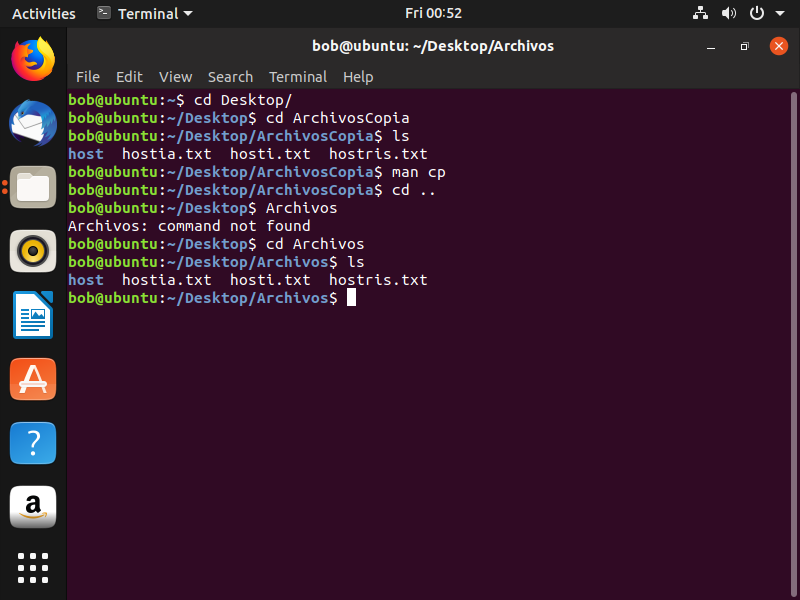 Activities Terminal Fri 00:52
bob@ubuntu: ~/Desktop/Archivos
File Edit View Search Terminal Help
bob@ubuntu:~$ cd Desktop/
bob@ubuntu:~/Desktop$ cd ArchivosCopia
bob@ubuntu:~/Desktop/ArchivosCopia$ ls
host hostia.txt hosti.txt hostris.txt
bob@ubuntu:~/Desktop/ArchivosCopia$ man cp
bob@ubuntu:~/Desktop/ArchivosCopia$ cd ..
bob@ubuntu:~/Desktop$ Archivos
Archivos: command not found
bob@ubuntu:~/Desktop$ cd Archivos
bob@ubuntu:~/Desktop/Archivos$ ls
host hostia.txt hosti.txt hostris.txt
bob@ubuntu:~/Desktop/Archivos$